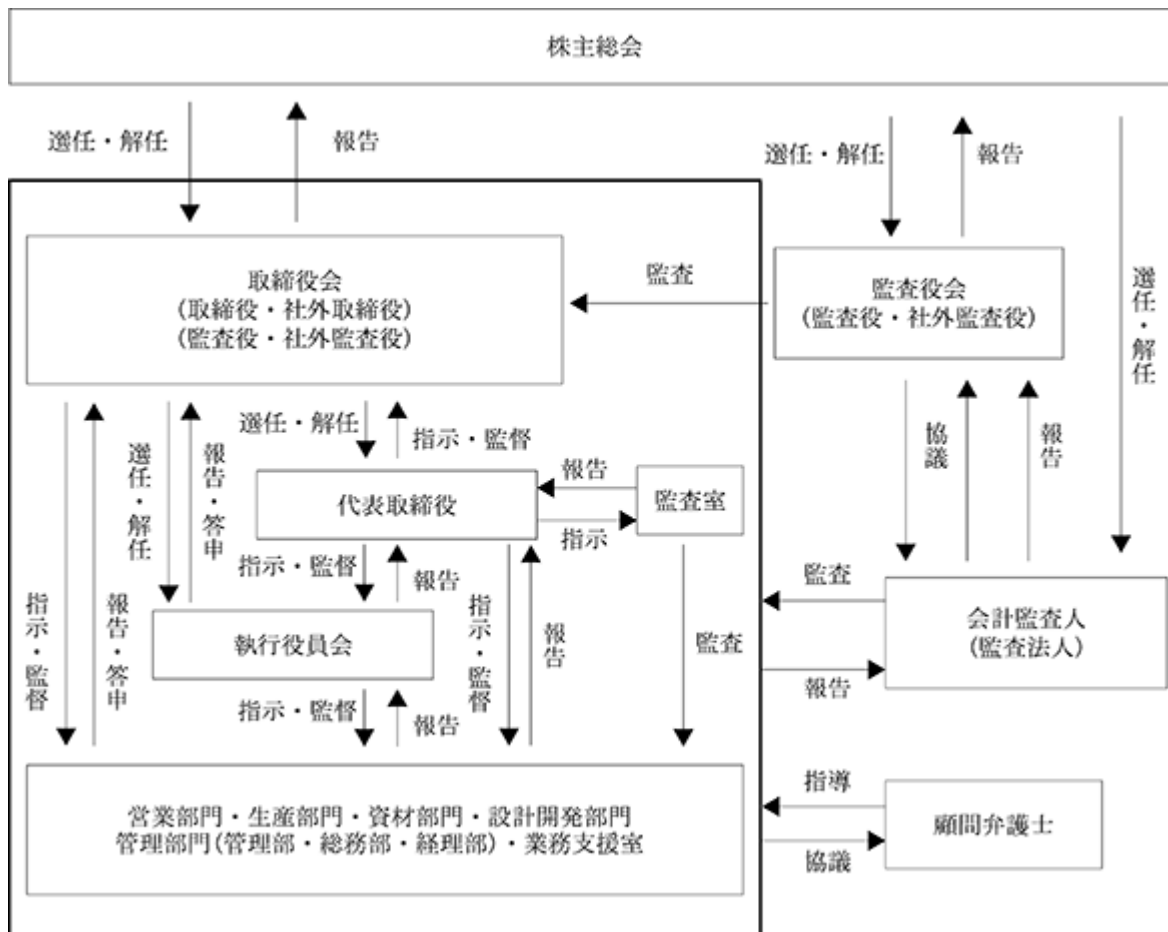 株主総会
選任・解任
報告
選任・解任
報告
選任・解任
取締役会
(取締役・社外取締役)
(監査役・社外監査役)
監査
監査役会
(監査役・社外監査役)
選任・解任
指示・監督
選任・解任
報告・答申
協議
報告
代表取締役
報告
指示
監査室
指示・監督
報告
指示・監督
報告・答申
執行役員会
指示・監督
報告
監査
監査
報告
会計監査人
(監査法人)
指示・監督
報告
営業部門・生産部門・資材部門・設計開発部門
管理部門(管理部・総務部・経理部)・業務支援室
指導
協議
顧問弁護士